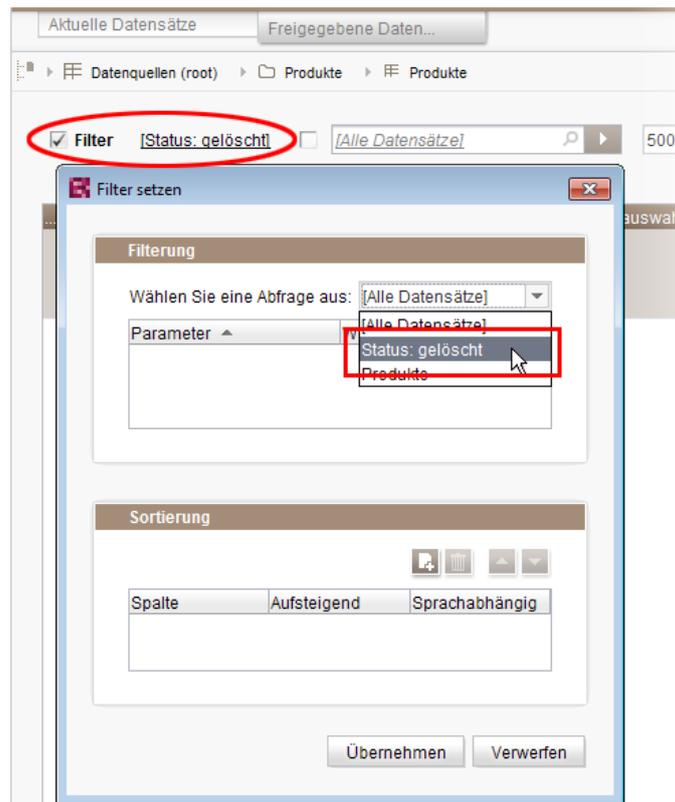 Aktuelle Datensätze
Freigegebene Daten...
Datenquellen (root) Produkte Produkte
Filter [Status: gelöscht] [Alle Datensätze] 500
Filter setzen
Filterung
Wählen Sie eine Abfrage aus: [Alle Datensätze]
[Alle Datensätze]
Parameter
Status: gelöscht
Produkte
Sortierung
Spalte Aufsteigend Sprachabhängig
Übernehmen Verwerfen